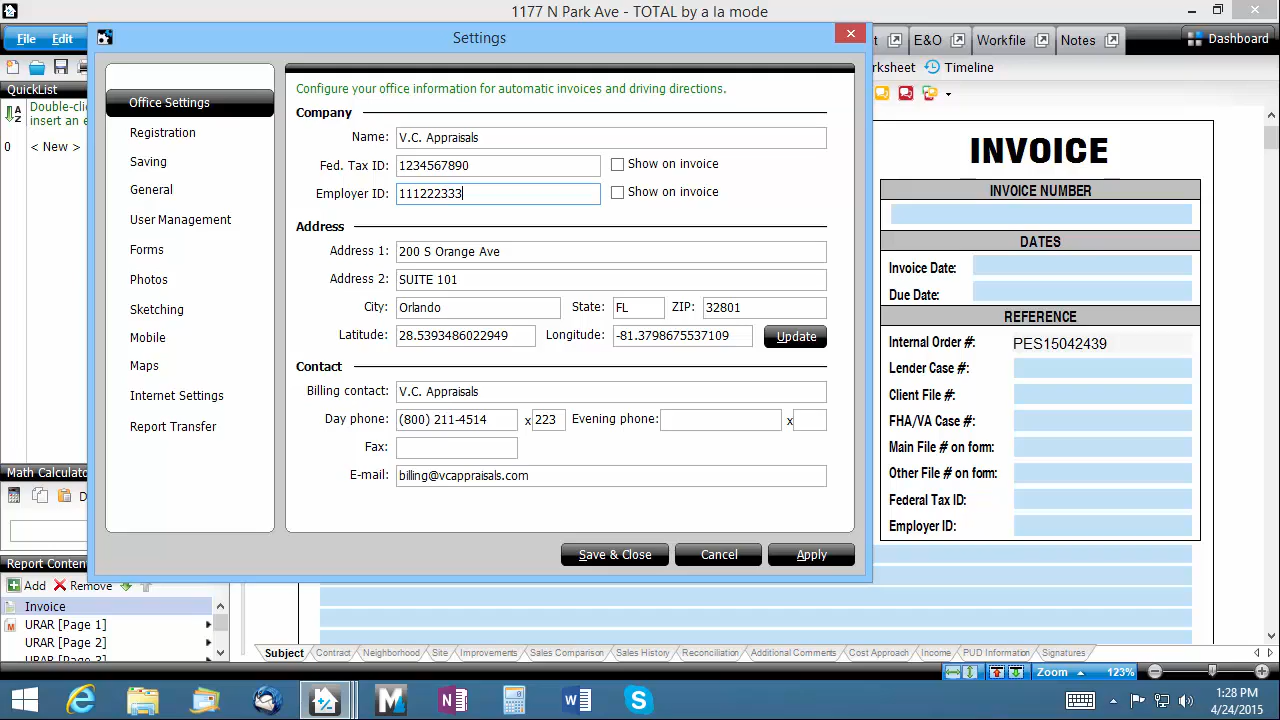 1177 N Park Ave - TOTAL by a la mode
Settings
File Edit
E&O Workfile Notes Dashboard
Timeline
QuickList
insert an e
0 < New >
Office Settings
Registration
Saving
General
User Management
Forms
Photos
Sketching
Mobile
Maps
Internet Settings
Report Transfer
Configure your office information for automatic invoices and driving directions.
Company
Name: V.C. Appraisals
Fed. Tax ID: 1234567890 Show on invoice
Employer ID: 111222333 Show on invoice
Address
Address 1: 200 S Orange Ave
Address 2: SUITE 101
City: Orlando State: FL ZIP: 32801
Latitude: 28.5393486022949 Longitude: -81.3798675537109 Update
Contact
Billing contact: V.C. Appraisals
Day phone: (800) 211-4514 x 223 Evening phone: x
Fax:
E-mail: billing@vcappraisals.com
Save & Close Cancel Apply
INVOICE
INVOICE NUMBER
DATES
Invoice Date:
Due Date:
REFERENCE
Internal Order #: PES15042439
Lender Case #:
Client File #:
FHA/VA Case #:
Main File # on form:
Other File # on form:
Federal Tax ID:
Employer ID:
Math Calculato
Report Conten
Add Remove
Invoice
URAR [Page 1]
URAR [Page 2]
Subject Contract Neighborhood Site Improvements Sales Comparison Sales History Reconciliation Additional Comments Cost Approach Income PUD Information Signatures
Zoom 123%
1:28 PM
4/24/2015